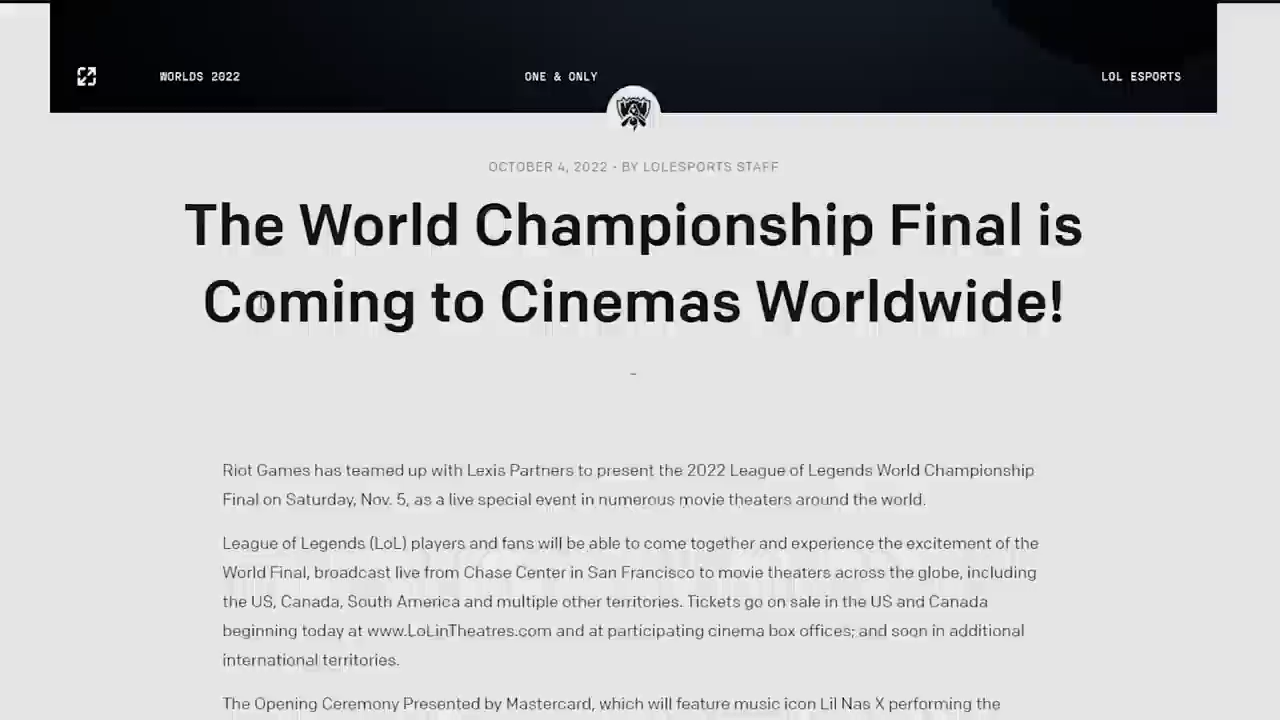 WORLDS 2022 ONE & ONLY LOL ESPORTS
OCTOBER 4, 2022 - BY LOLESPORTS STAFF
The World Championship Final is
Coming to Cinemas Worldwide!
-
Riot Games has teamed up with Lexis Partners to present the 2022 League of Legends World Championship
Final on Saturday, Nov. 5, as a live special event in numerous movie theaters around the world.
League of Legends (LoL) players and fans will be able to come together and experience the excitement of the
World Final, broadcast live from Chase Center in San Francisco to movie theaters across the globe, including
the US, Canada, South America and multiple other territories. Tickets go on sale in the US and Canada
beginning today at www.LoLinTheatres.com and at participating cinema box offices; and soon in additional
international territories.
The Opening Ceremony Presented by Mastercard, which will feature music icon Lil Nas X performing the